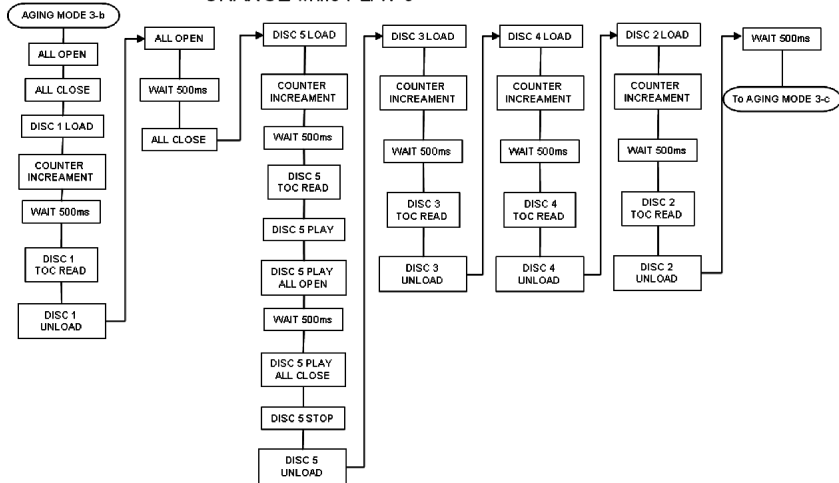 AGING MODE 3-b
ALL OPEN
ALL CLOSE
DISC 1 LOAD
COUNTER
INCREAMENT
WAIT 500ms
DISC 1
TOC READ
DISC 1
UNLOAD
ALL OPEN
WAIT 500ms
ALL CLOSE
DISC 5 LOAD
COUNTER
INCREAMENT
WAIT 500ms
DISC 5
TOC READ
DISC 5 PLAY
DISC 5 PLAY
ALL OPEN
WAIT 500ms
DISC 5 PLAY
ALL CLOSE
DISC 5 STOP
DISC 5
UNLOAD
DISC 3 LOAD
COUNTER
INCREAMENT
WAIT 500ms
DISC 3
TOC READ
DISC 3
UNLOAD
DISC 4 LOAD
COUNTER
INCREAMENT
WAIT 500ms
DISC 4
TOC READ
DISC 4
UNLOAD
DISC 2 LOAD
COUNTER
INCREAMENT
WAIT 500ms
DISC 2
TOC READ
DISC 2
UNLOAD
WAIT 500ms
To AGING MODE 3-c